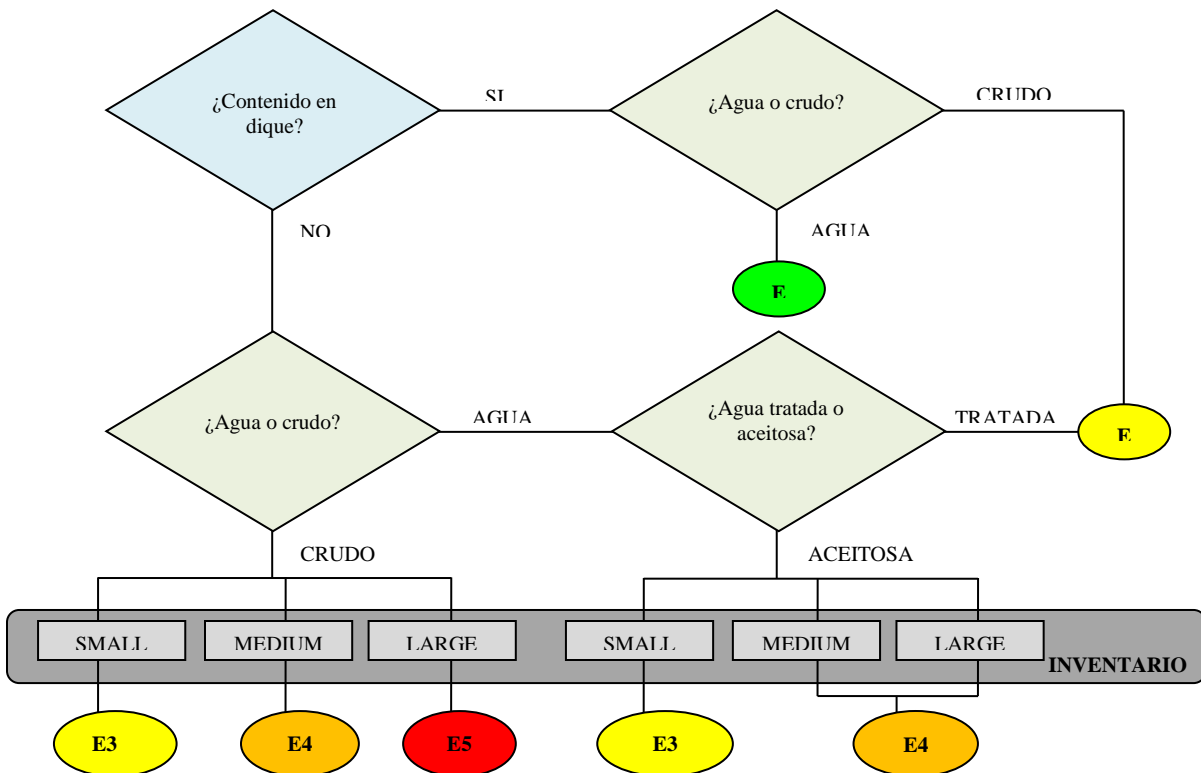 ¿Contenido en
dique?
SI
¿Agua o crudo?
CRUDO
NO
AGUA
E
¿Agua o crudo?
AGUA
¿Agua tratada o
aceitosa?
TRATADA
E
CRUDO
ACEITOSA
SMALL
MEDIUM
LARGE
SMALL
MEDIUM
LARGE
INVENTARIO
E3
E4
E5
E3
E4